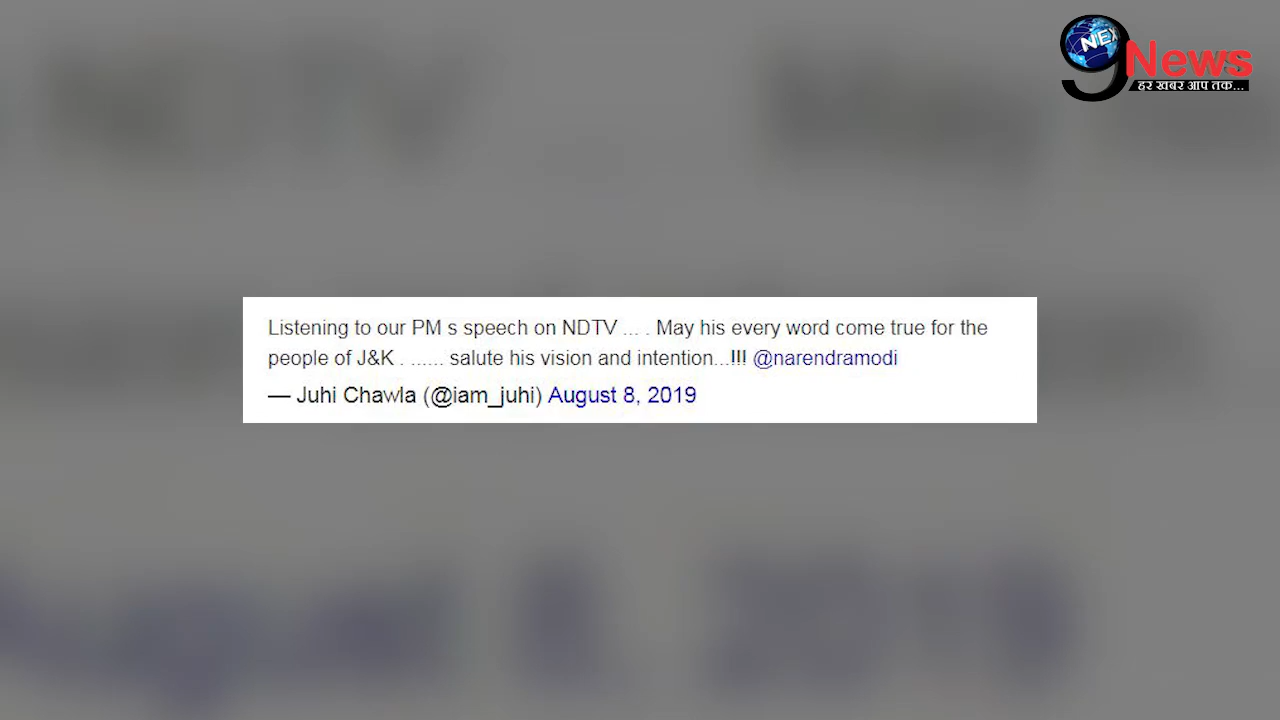 NEX
9News
हर खबर आप तक...
Listening to our PM s speech on NDTV ... . May his every word come true for the
people of J&K . ...... salute his vision and intention...!!! @narendramodi
— Juhi Chawla (@iam_juhi) August 8, 2019